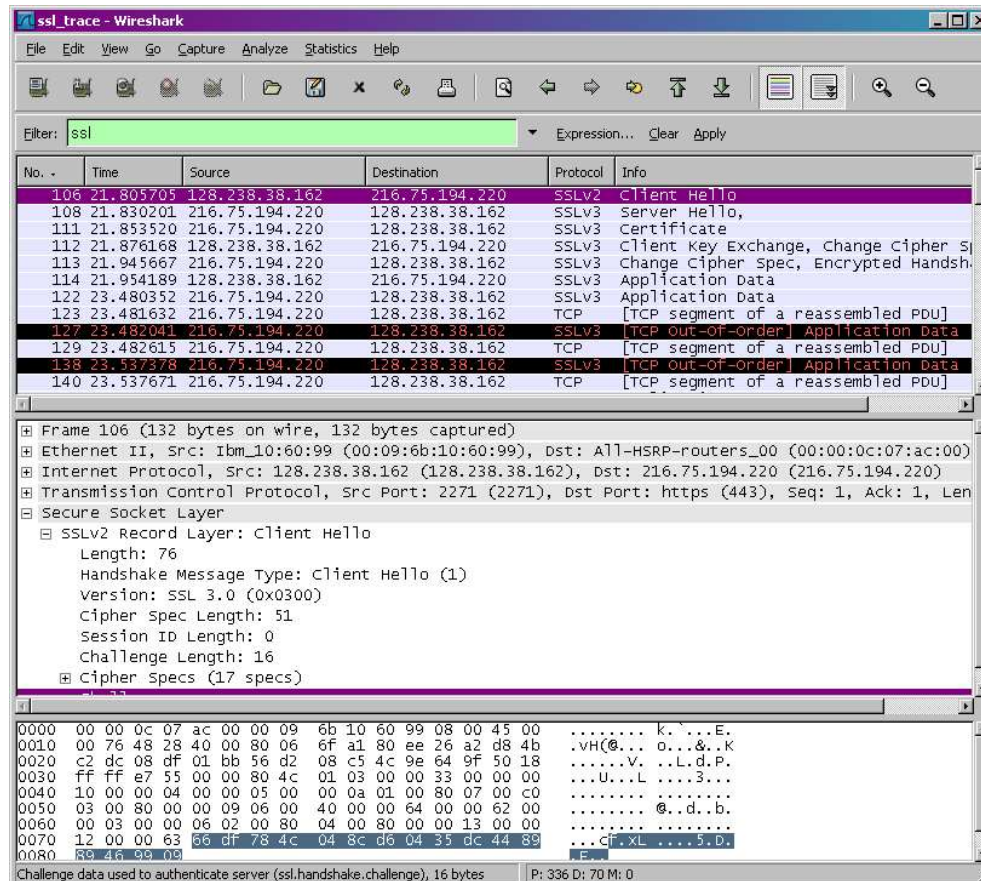 ssl_trace - Wireshark
File Edit View Go Capture Analyze Statistics Help
Filter: ssl Expression... Clear Apply
No. - Time Source Destination Protocol Info
106 21.805705 128.238.38.162 216.75.194.220 SSLv2 Client Hello
108 21.830201 216.75.194.220 128.238.38.162 SSLv3 Server Hello,
111 21.853520 216.75.194.220 128.238.38.162 SSLv3 Certificate
112 21.876168 128.238.38.162 216.75.194.220 SSLv3 Client Key Exchange, Change Cipher Sp
113 21.945667 216.75.194.220 128.238.38.162 SSLv3 Change Cipher Spec, Encrypted Handsh
114 21.954189 128.238.38.162 216.75.194.220 SSLv3 Application Data
122 23.480352 216.75.194.220 128.238.38.162 SSLv3 Application Data
123 23.481632 216.75.194.220 128.238.38.162 TCP [TCP segment of a reassembled PDU]
127 23.482041 216.75.194.220 128.238.38.162 SSLv3 [TCP Out-Of-Order] Application Data
129 23.482615 216.75.194.220 128.238.38.162 TCP [TCP segment of a reassembled PDU]
138 23.537378 216.75.194.220 128.238.38.162 SSLv3 [TCP Out-Of-Order] Application Data
140 23.537671 216.75.194.220 128.238.38.162 TCP [TCP segment of a reassembled PDU]
Frame 106 (132 bytes on wire, 132 bytes captured)
Ethernet II, Src: Ibm_10:60:99 (00:09:6b:10:60:99), Dst: All-HSRP-routers_00 (00:00:0c:07:ac:00)
Internet Protocol, Src: 128.238.38.162 (128.238.38.162), Dst: 216.75.194.220 (216.75.194.220)
Transmission Control Protocol, Src Port: 2271 (2271), Dst Port: https (443), Seq: 1, Ack: 1, Len
Secure Socket Layer
SSLv2 Record Layer: Client Hello
Length: 76
Handshake Message Type: Client Hello (1)
Version: SSL 3.0 (0x0300)
Cipher Spec Length: 51
Session ID Length: 0
Challenge Length: 16
Cipher Specs (17 specs)
0000 00 00 0c 07 ac 00 00 09 6b 10 60 99 08 00 45 00 ........ k.`...E.
0010 00 76 48 28 40 00 80 06 6f a1 80 ee 26 a2 d8 4b .vH(@... o...&..K
0020 c2 dc 08 df 01 bb 56 d2 08 c5 4c 9e 64 9f 50 18 ......V. ..L.d.P.
0030 ff ff e7 55 00 00 80 4c 01 03 00 00 33 00 00 00 ...U...L ....3...
0040 10 00 00 04 00 00 05 00 00 0a 01 00 80 07 00 c0 ........ ........
0050 03 00 80 00 00 09 06 00 40 00 00 64 00 00 62 00 ........ @..d..b.
0060 00 03 00 00 06 02 00 80 04 00 80 00 00 13 00 00 ........ ........
0070 12 00 00 63 66 df 78 4c 04 8c d6 04 35 dc 44 89 ...cf.xL ....5.D.
0080 89 46 99 09 .F..
Challenge data used to authenticate server (ssl.handshake.challenge), 16 bytes P: 336 D: 70 M: 0